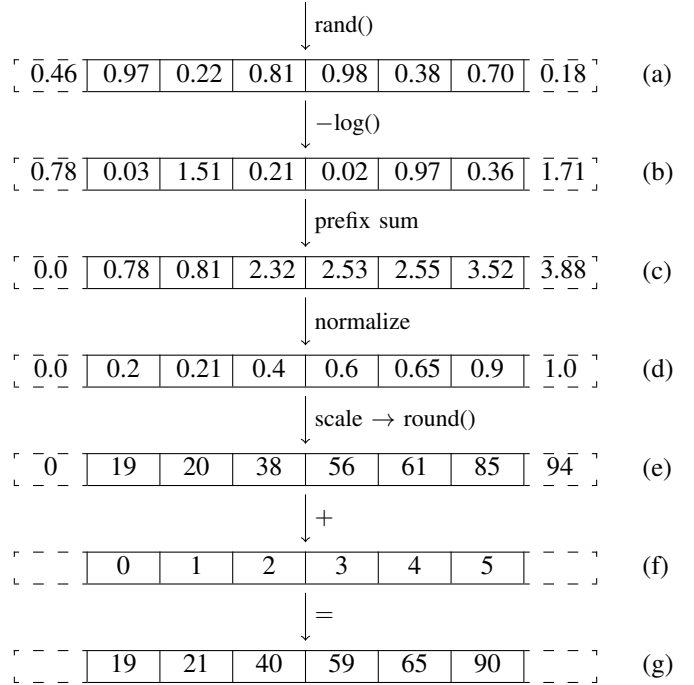 rand()
0.46 0.97 0.22 0.81 0.98 0.38 0.70 0.18 (a)
−log()
0.78 0.03 1.51 0.21 0.02 0.97 0.36 1.71 (b)
prefix sum
0.0 0.78 0.81 2.32 2.53 2.55 3.52 3.88 (c)
normalize
0.0 0.2 0.21 0.4 0.6 0.65 0.9 1.0 (d)
scale → round()
0 19 20 38 56 61 85 94 (e)
+
0 1 2 3 4 5 (f)
=
19 21 40 59 65 90 (g)